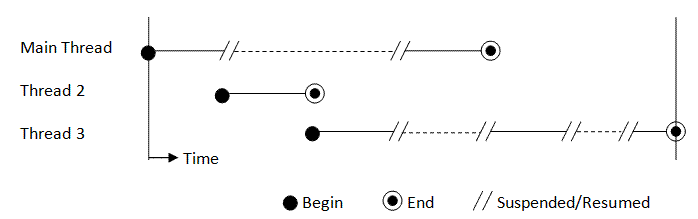 Main Thread
Thread 2
Thread 3
Time
Begin End // Suspended/Resumed